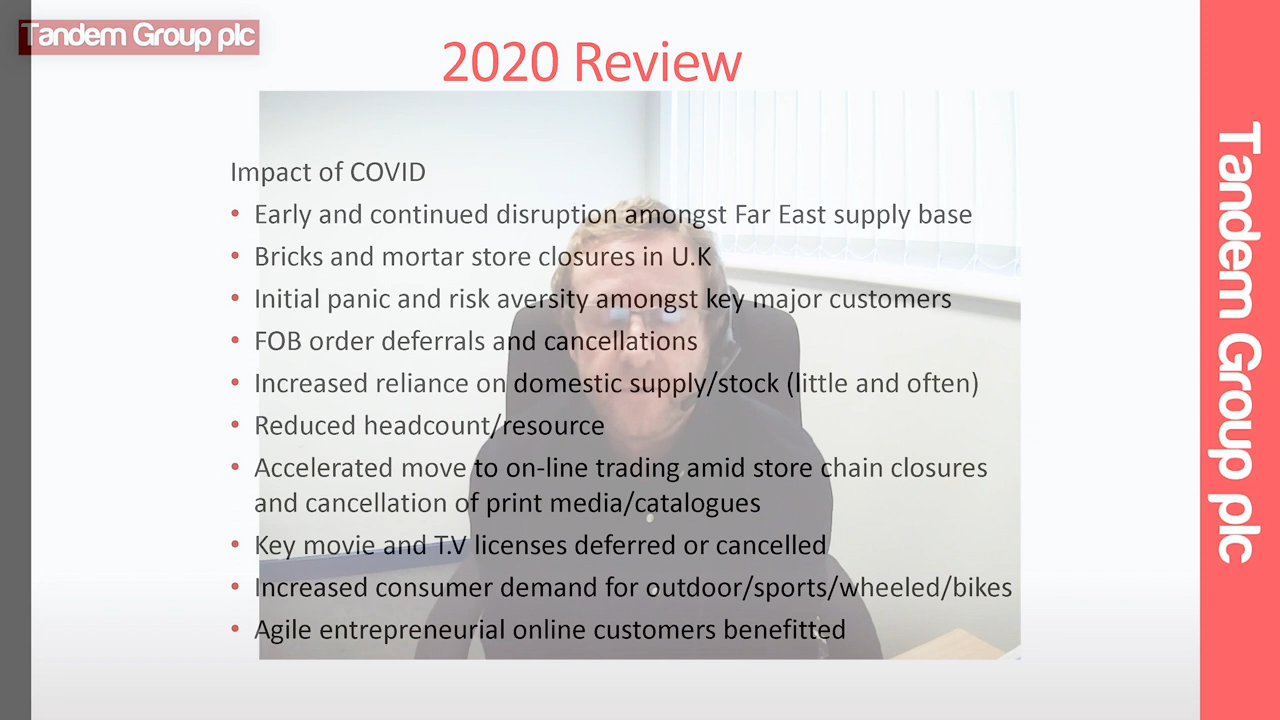 Tandem Group plc
2020 Review
Impact of COVID
• Early and continued disruption amongst Far East supply base
• Bricks and mortar store closures in U.K
• Initial panic and risk aversity amongst key major customers
• FOB order deferrals and cancellations
• Increased reliance on domestic supply/stock (little and often)
• Reduced headcount/resource
• Accelerated move to on-line trading amid store chain closures
and cancellation of print media/catalogues
• Key movie and T.V licenses deferred or cancelled
• Increased consumer demand for outdoor/sports/wheeled/bikes
• Agile entrepreneurial online customers benefitted
Tandem Group plc